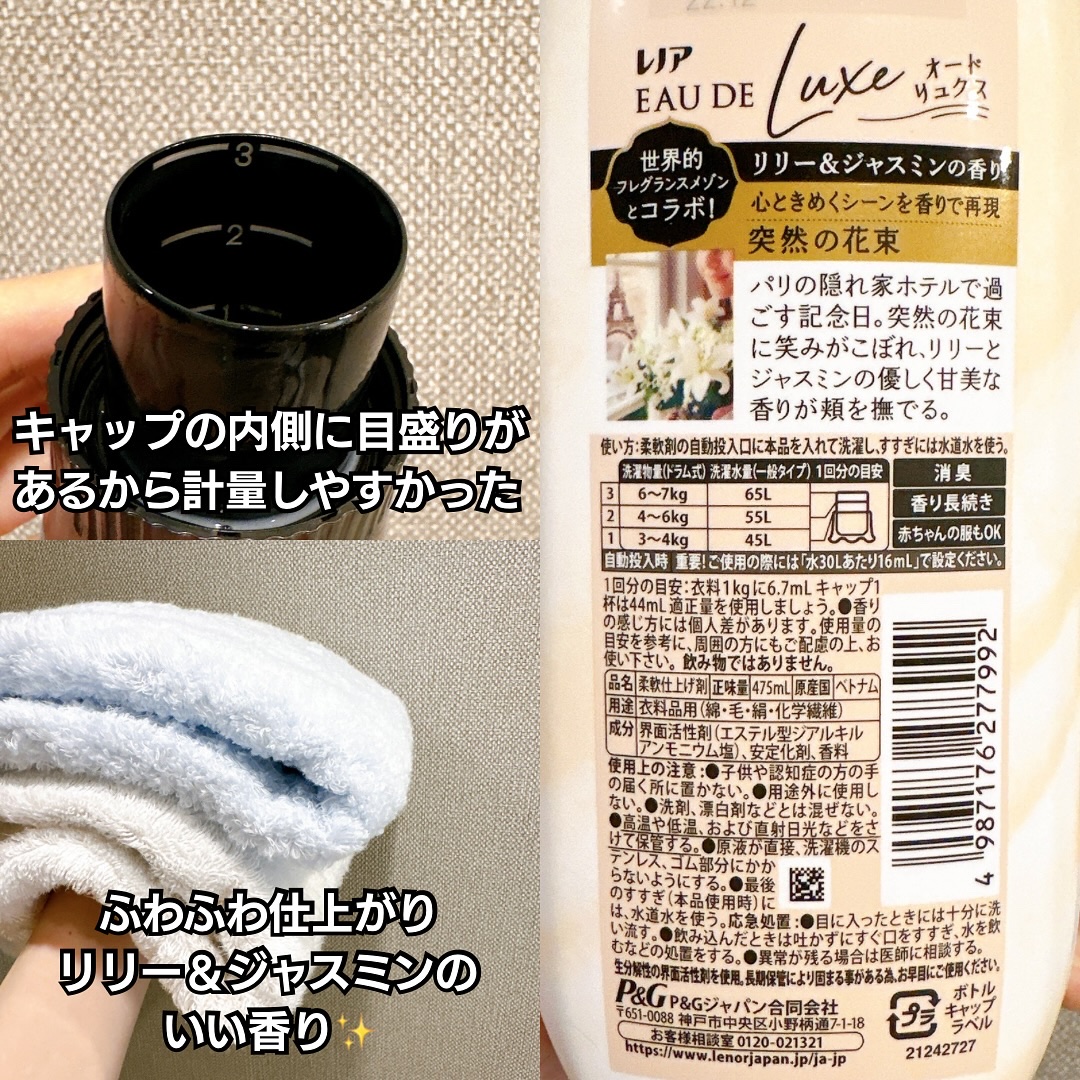 3
2
1
キャップの内側に目盛りが
あるから計量しやすかった
ふわふわ仕上がり
リリー&ジャスミンの
いい香り✨
22.12
レノア
EAU DE Luxe オード
リュクス
世界的
フレグランスメゾン
とコラボ!
リリー&ジャスミンの香り
心ときめくシーンを香りで再現
突然の花束
パリの隠れ家ホテルで過
ごす記念日。突然の花束
に笑みがこぼれ、リリーと
ジャスミンの優しく甘美な
香りが頬を撫でる。
使い方:柔軟剤の自動投入口に本品を入れて洗濯し、すすぎには水道水を使う。
洗濯物量(ドラム式) 洗濯水量(一般タイプ) 1回分の目安
3 6〜7kg 65L
2 4〜6kg 55L
1 3〜4kg 45L
消臭
香り長続き
赤ちゃんの服もOK
自動投入時 重要!ご使用の際には「水30Lあたり16mL」で設定ください。
1回分の目安:衣料1kgに6.7mL キャップ1
杯は44mL 適正量を使用しましょう。●香り
の感じ方には個人差があります。使用量の
目安を参考に、周囲の方にもご配慮の上、お
使い下さい。飲み物ではありません。
品名 柔軟仕上げ剤 正味量 475mL 原産国 ベトナム
用途 衣料品用(綿・毛・絹・化学繊維)
成分 界面活性剤(エステル型ジアルキル
アンモニウム塩)、安定化剤、香料
使用上の注意:●子供や認知症の方の手
の届く所に置かない。●用途外に使用し
ない。●洗剤、漂白剤などとは混ぜない。
●高温や低温、および直射日光などをさ
けて保管する。●原液が直接、洗濯機のス
テンレス、ゴム部分にかか
らないようにする。●最後
のすすぎ(本品使用時)に
は、水道水を使う。応急処置:●目に入ったときには十分に洗
い流す。●飲み込んだときは吐かずにすぐ口をすすぎ、水を飲
むなどの処置をする。●異常が残る場合は医師に相談する。
生分解性の界面活性剤を使用。長期保管により固まる事がある為、お早目にご使用ください。
P&G P&Gジャパン合同会社
〒651-0088 神戸市中央区小野柄通7-1-18
お客様相談室 0120-021321
https://www.lenorjapan.jp/ja-jp
4 987176 277992
プラ
ボトル
キャップ
ラベル
21242727